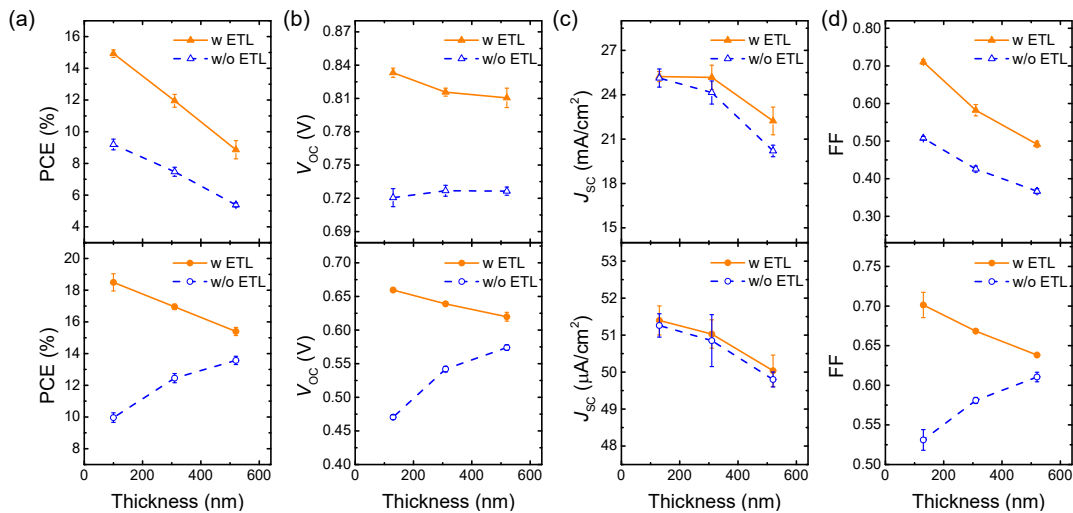 (a)
16
14
12
10
8
6
4
PCE (%)
w ETL
w/o ETL
20
18
16
14
12
10
8
PCE (%)
w ETL
w/o ETL
0 200 400 600
Thickness (nm)
(b)
0.87
0.84
0.81
0.78
0.75
0.72
0.69
VOC (V)
w ETL
w/o ETL
0.70
0.65
0.60
0.55
0.50
0.45
0.40
VOC (V)
w ETL
w/o ETL
0 200 400 600
Thickness (nm)
(c)
27
24
21
18
15
JSC (mA/cm²)
w ETL
w/o ETL
53
52
51
50
49
48
JSC (μA/cm²)
w ETL
w/o ETL
0 200 400 600
Thickness (nm)
(d)
0.70
0.60
0.50
0.40
0.30
FF
w ETL
w/o ETL
0.75
0.70
0.65
0.60
0.55
0.50
FF
w ETL
w/o ETL
0 200 400 600
Thickness (nm)